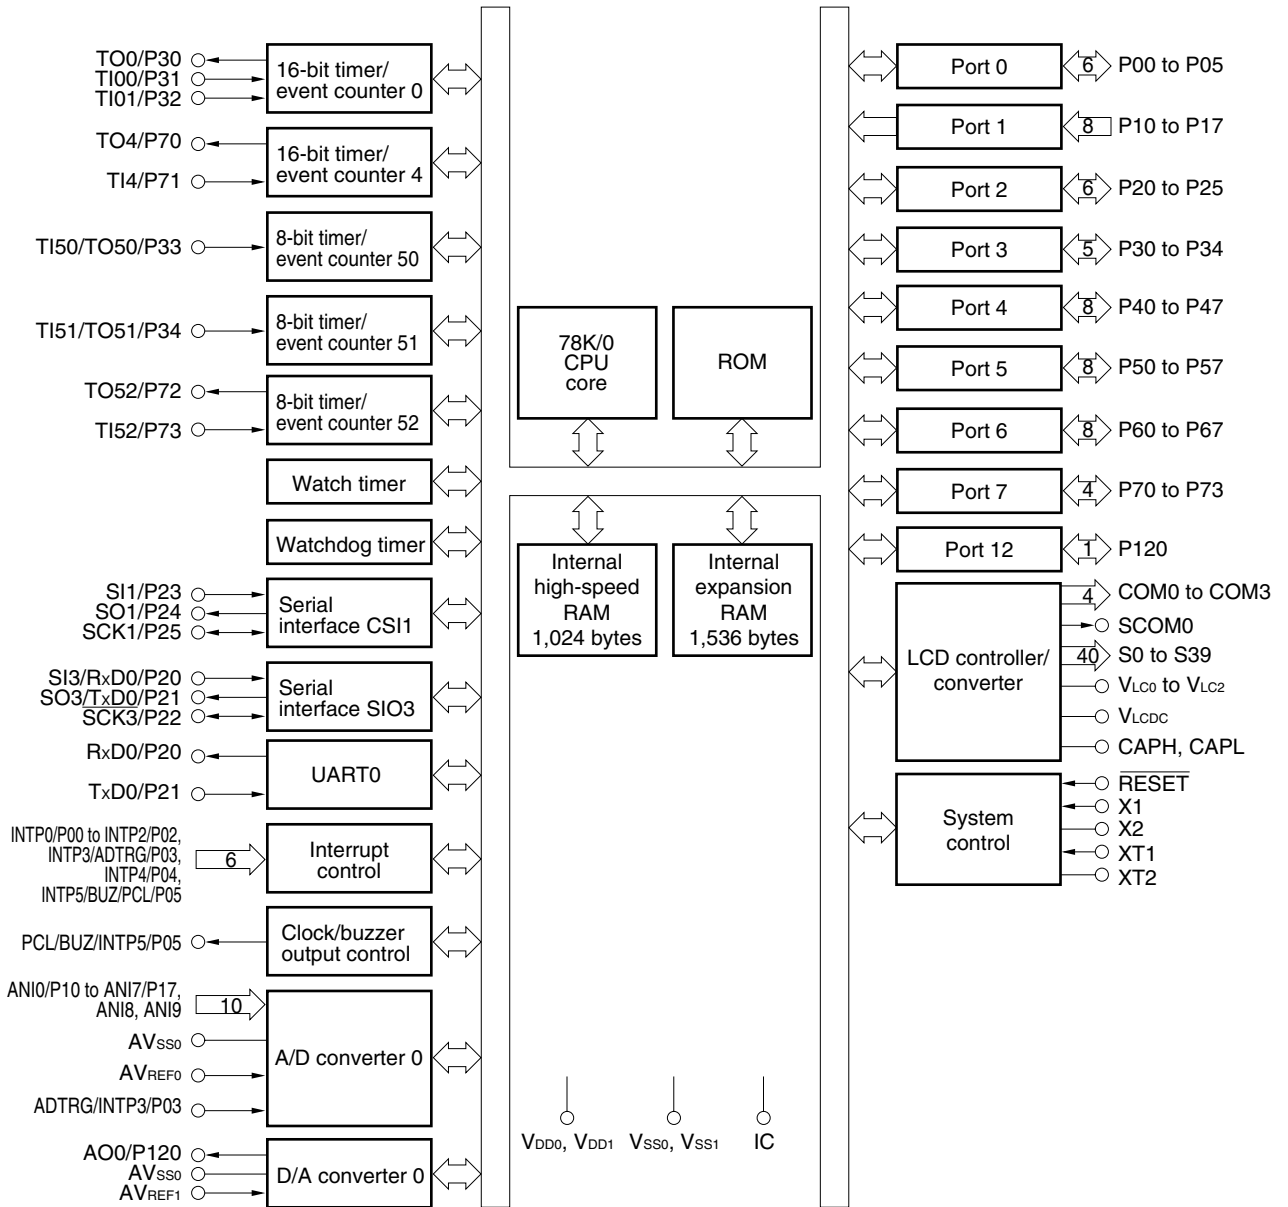 TO0/P30
TI00/P31
TI01/P32
16-bit timer/
event counter 0
TO4/P70
TI4/P71
16-bit timer/
event counter 4
TI50/TO50/P33
8-bit timer/
event counter 50
TI51/TO51/P34
8-bit timer/
event counter 51
TO52/P72
TI52/P73
8-bit timer/
event counter 52
Watch timer
Watchdog timer
SI1/P23
SO1/P24
SCK1/P25
Serial
interface CSI1
SI3/RxD0/P20
SO3/TxD0/P21
SCK3/P22
Serial
interface SIO3
RxD0/P20
TxD0/P21
UART0
INTP0/P00 to INTP2/P02,
INTP3/ADTRG/P03,
INTP4/P04,
INTP5/BUZ/PCL/P05
6
Interrupt
control
PCL/BUZ/INTP5/P05
Clock/buzzer
output control
ANI0/P10 to ANI7/P17,
ANI8, ANI9
10
AVSS0
AVREF0
ADTRG/INTP3/P03
A/D converter 0
AO0/P120
AVSS0
AVREF1
D/A converter 0
78K/0
CPU
core
ROM
Internal
high-speed
RAM
1,024 bytes
Internal
expansion
RAM
1,536 bytes
VDD0, VDD1
VSS0, VSS1
IC
Port 0
6
P00 to P05
Port 1
8
P10 to P17
Port 2
6
P20 to P25
Port 3
5
P30 to P34
Port 4
8
P40 to P47
Port 5
8
P50 to P57
Port 6
8
P60 to P67
Port 7
4
P70 to P73
Port 12
1
P120
LCD controller/
converter
4
COM0 to COM3
SCOM0
40
S0 to S39
VLC0 to VLC2
VLCDC
CAPH, CAPL
System
control
RESET
X1
X2
XT1
XT2